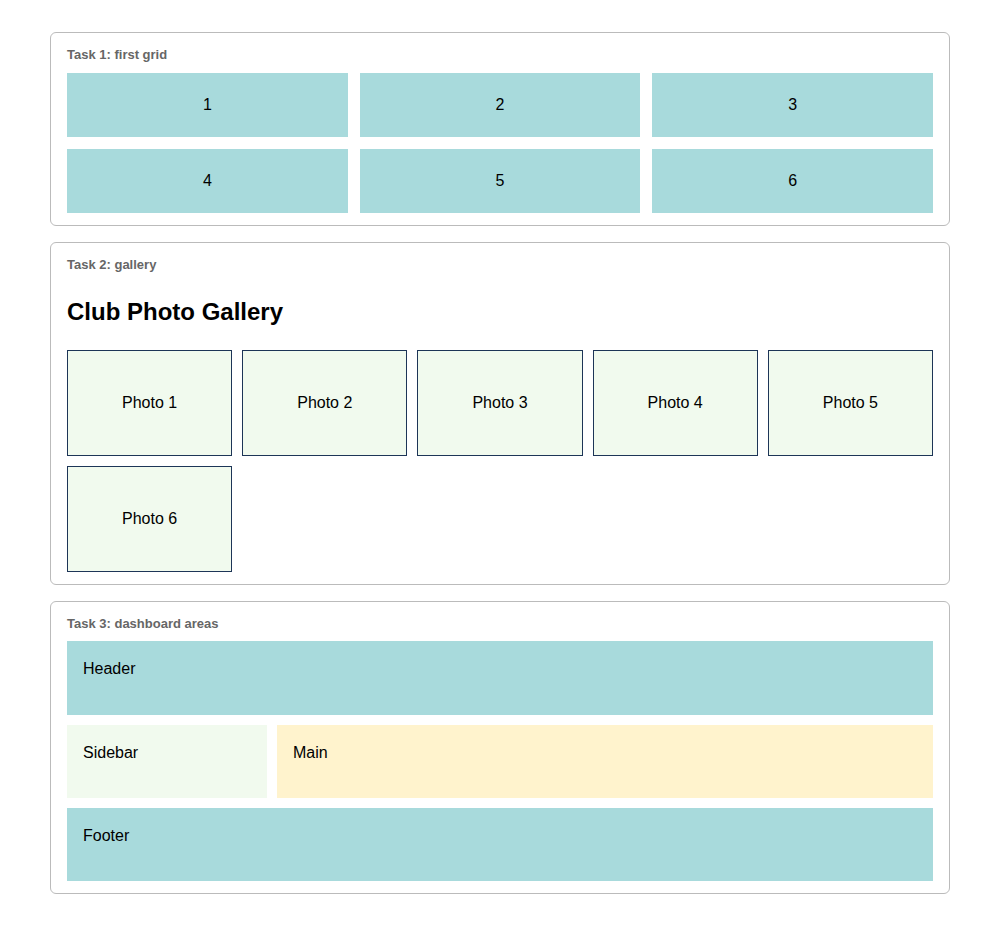 Task 1: first grid
1 2 3
4 5 6
Task 2: gallery
Club Photo Gallery
Photo 1 Photo 2 Photo 3 Photo 4 Photo 5
Photo 6
Task 3: dashboard areas
Header
Sidebar Main
Footer